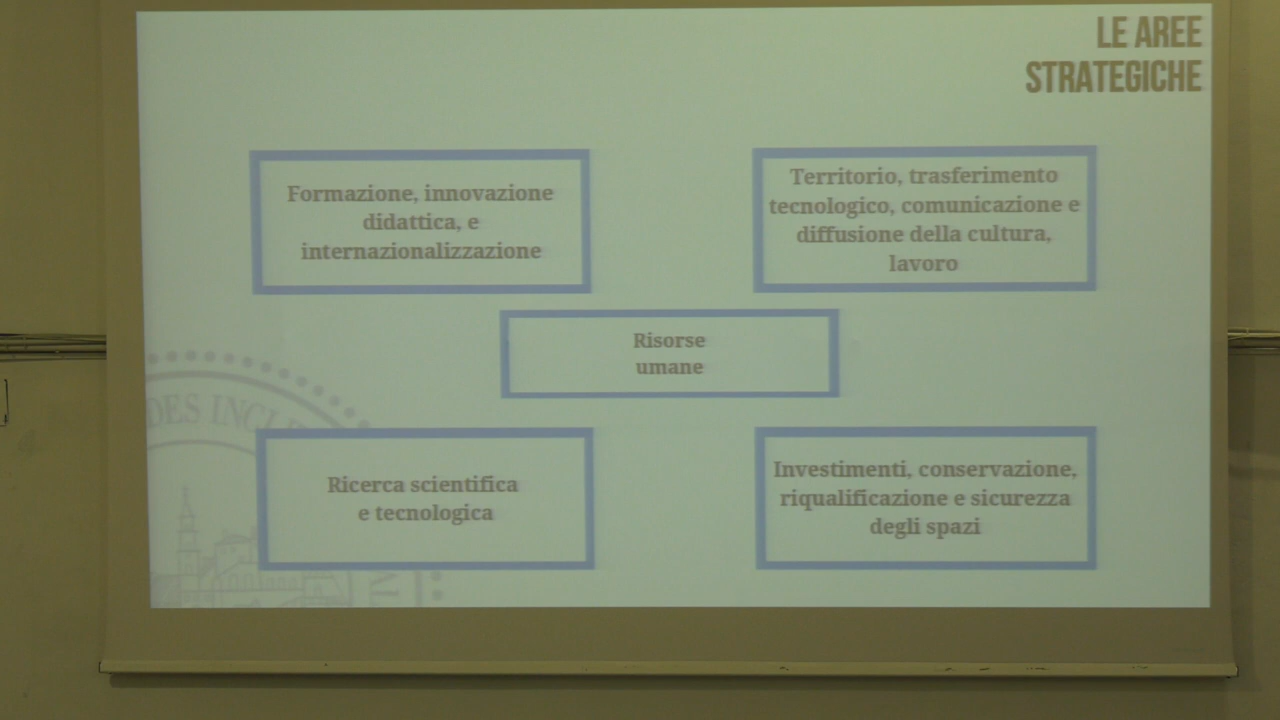 LE AREE
STRATEGICHE
Formazione, innovazione
didattica, e
internazionalizzazione
Territorio, trasferimento
tecnologico, comunicazione e
diffusione della cultura,
lavoro
Risorse
umane
Ricerca scientifica
e tecnologica
Investimenti, conservazione,
riqualificazione e sicurezza
degli spazi